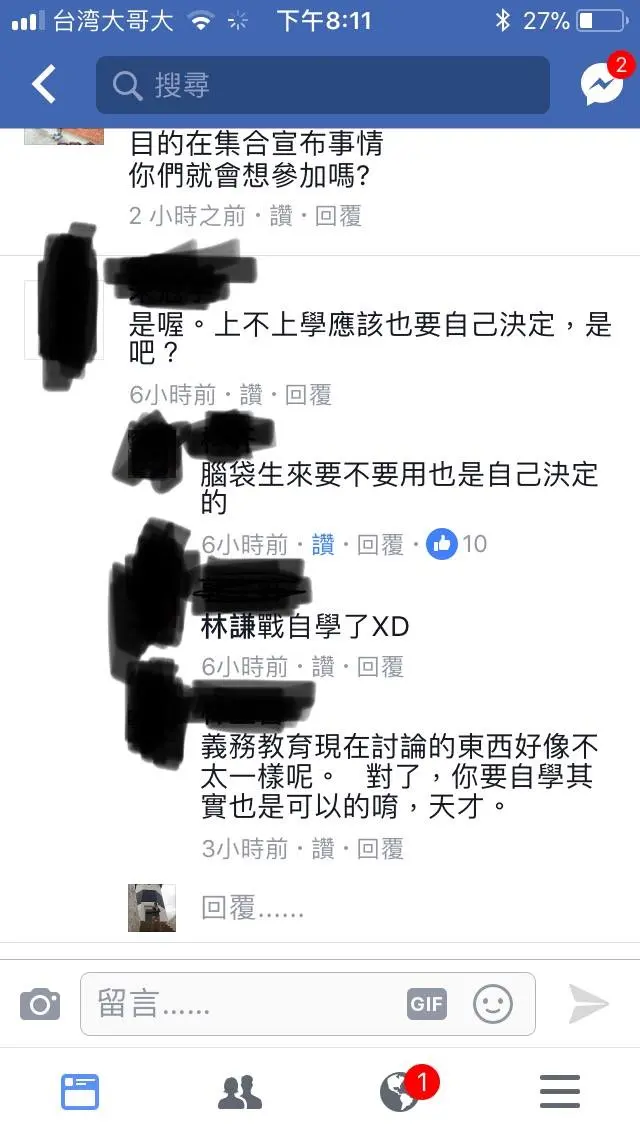 台湾大哥大 下午8:11 27%
搜尋
2
目的在集合宣布事情
你們就會想參加嗎?
2 小時之前·讚·回覆
是喔。上不上學應該也要自己決定，是
吧？
6小時前·讚·回覆
腦袋生來要不要用也是自己決定
的
6小時前·讚·回覆·10
林謙戰自學了XD
6小時前·讚·回覆
義務教育現在討論的東西好像不
太一樣呢。 對了，你要自學其
實也是可以的唷，天才。
3小時前·讚·回覆
回覆......
留言...... GIF
1